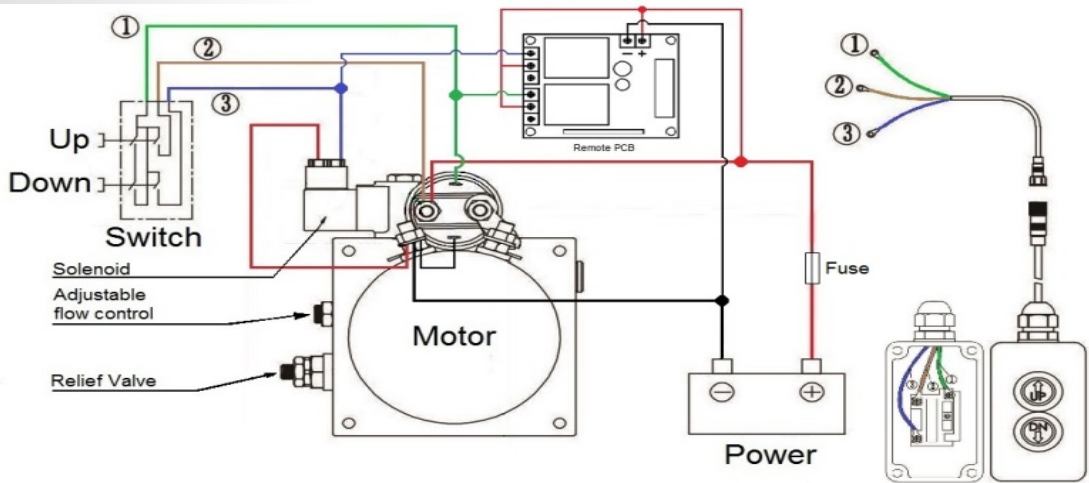 ①
②
③
Up
Down
Switch
Solenoid
Adjustable
flow control
Relief Valve
Motor
− +
Remote PCB
Fuse
− +
Power
①
②
③
UP
DN